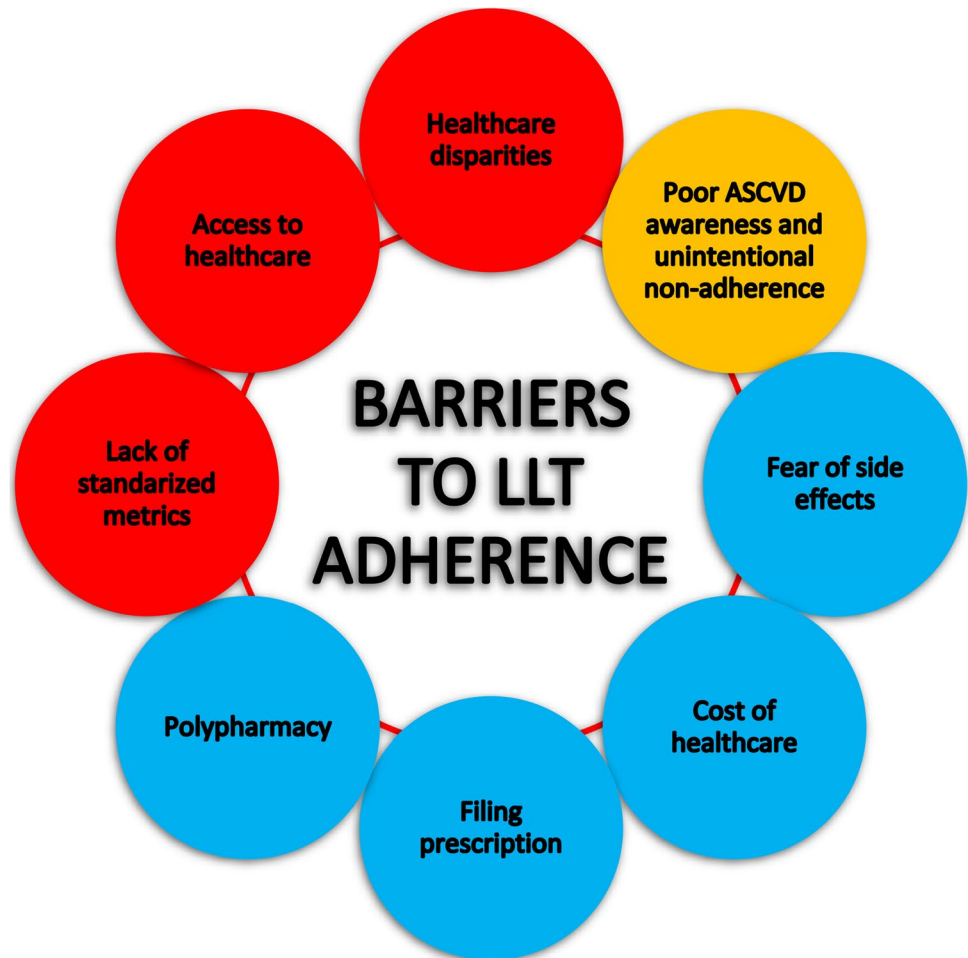 Healthcare
disparities
Poor ASCVD
awareness and
unintentional
non-adherence
Fear of side
effects
Cost of
healthcare
Filing
prescription
Polypharmacy
Lack of
standarized
metrics
Access to
healthcare
BARRIERS
TO LLT
ADHERENCE